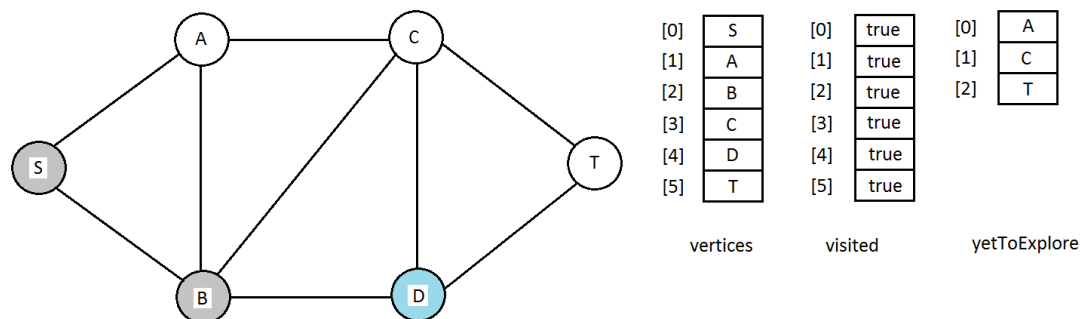 A
C
S
T
B
D
[0] S
[1] A
[2] B
[3] C
[4] D
[5] T
vertices
[0] true
[1] true
[2] true
[3] true
[4] true
[5] true
visited
[0] A
[1] C
[2] T
yetToExplore